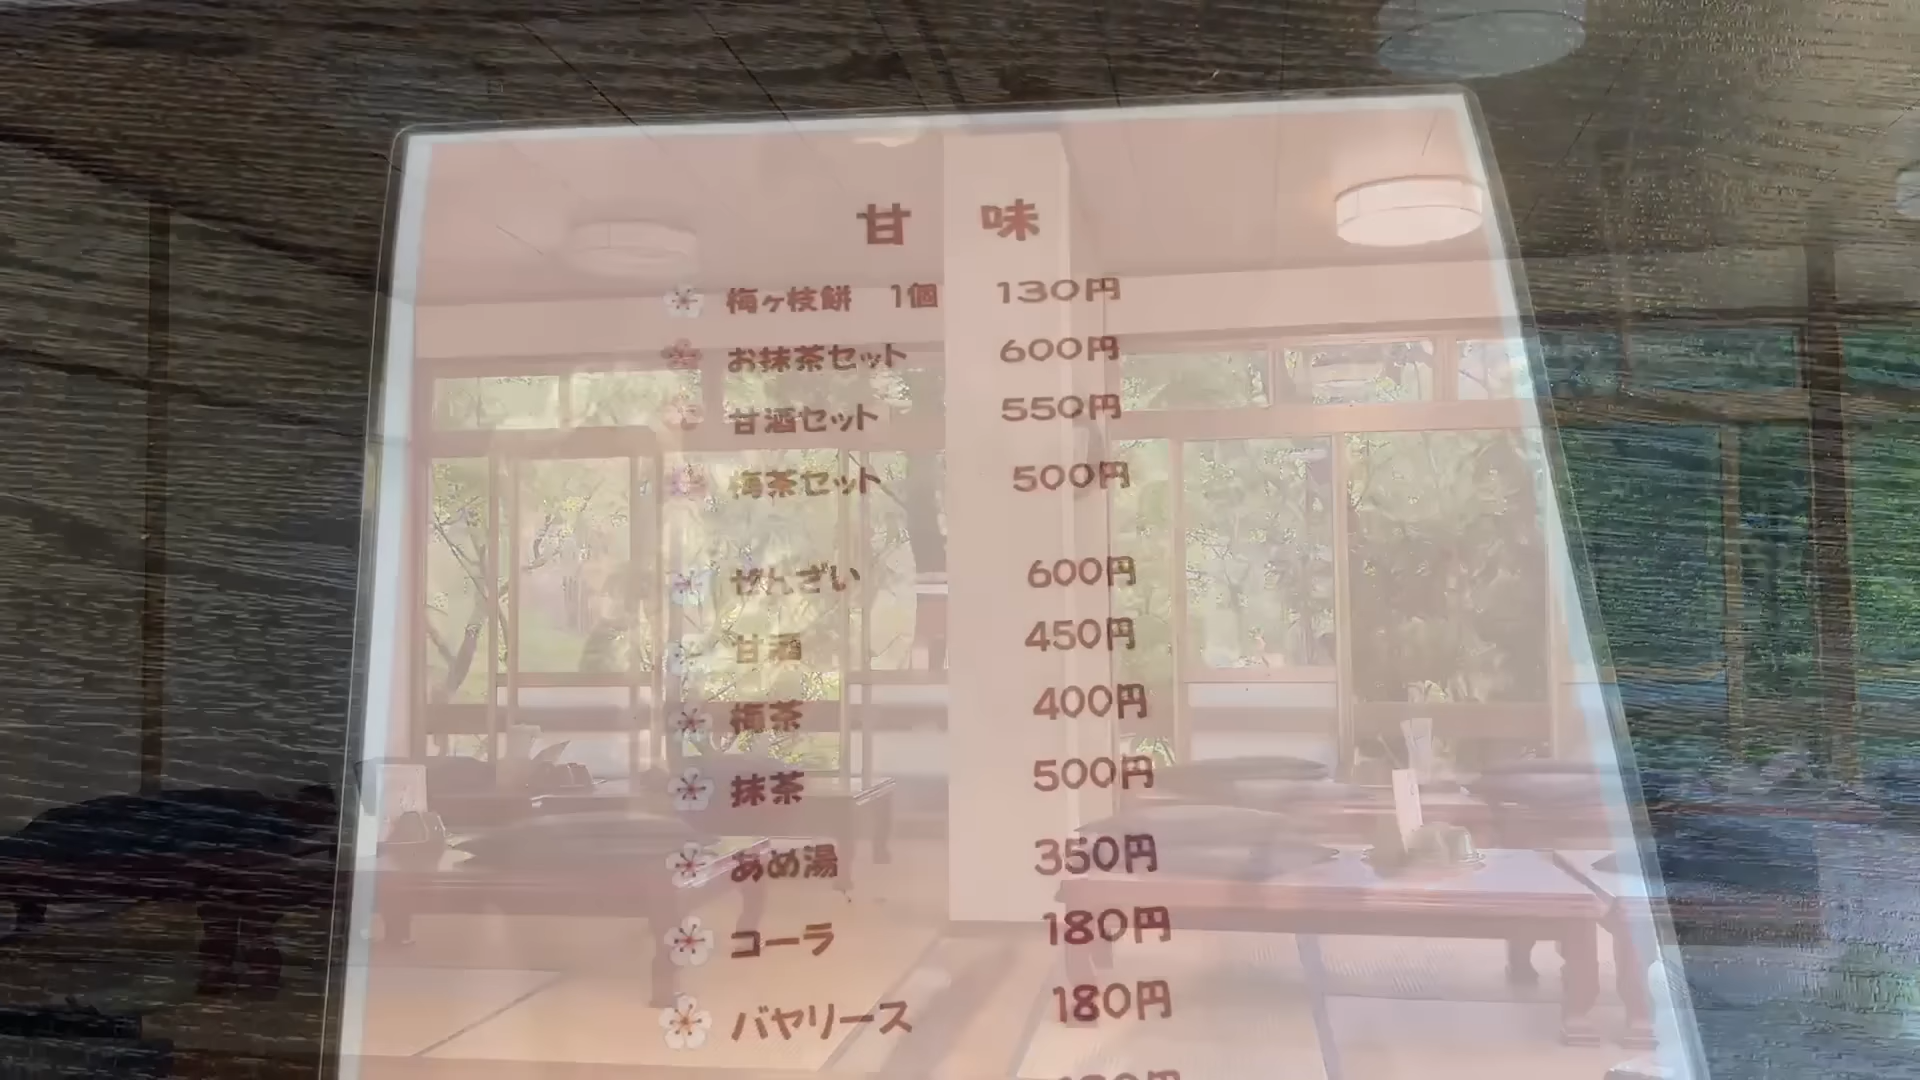 甘 味
梅ヶ枝餅 1個 130円
お抹茶セット 600円
甘酒セット 550円
梅茶セット 500円
ぜんざい 600円
甘酒 450円
梅茶 400円
抹茶 500円
あめ湯 350円
コーラ 180円
バヤリース 180円